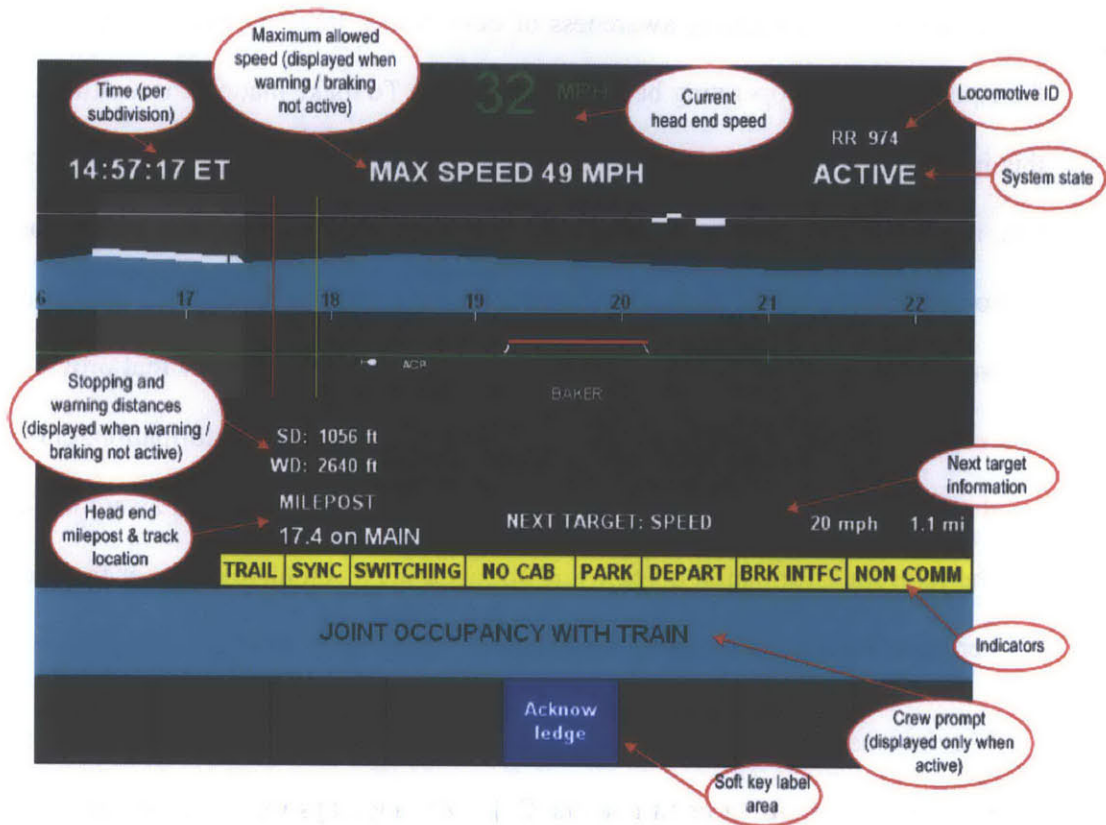 Maximum allowed
speed (displayed when
warning / braking
not active)
Time (per
subdivision)
32 MPH
Current
head end speed
Locomotive ID
RR 974
14:57:17 ET
MAX SPEED 49 MPH
ACTIVE
System state
6 17 18 19 20 21 22
ACP
BAKER
Stopping and
warning distances
(displayed when warning /
braking not active)
SD: 1056 ft
WD: 2640 ft
Next target
information
Head end
milepost & track
location
MILEPOST
17.4 on MAIN
NEXT TARGET: SPEED 20 mph 1.1 mi
TRAIL SYNC SWITCHING NO CAB PARK DEPART BRK INTFC NON COMM
JOINT OCCUPANCY WITH TRAIN
Indicators
Acknow
ledge
Crew prompt
(displayed only when
active)
Soft key label
area